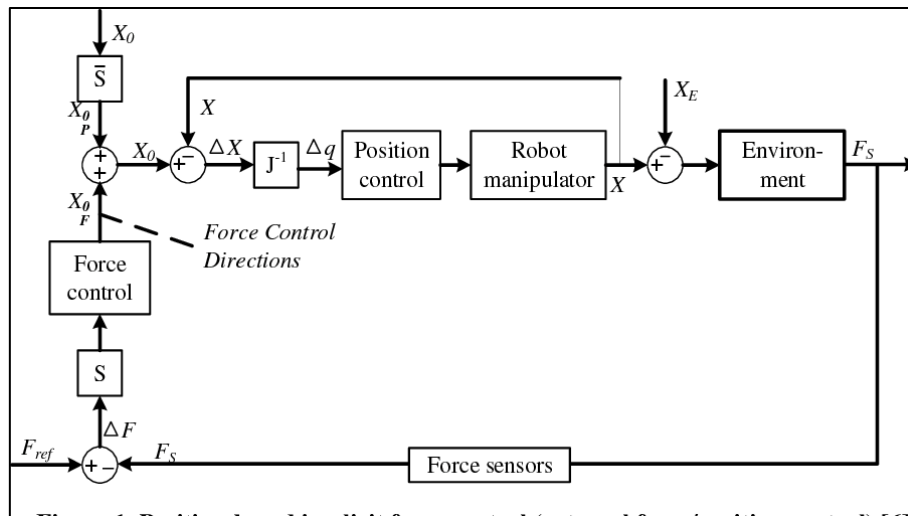 X0
S̄
X0
P
X
XE
X0
ΔX
J-1
Δq
Position
control
Robot
manipulator
X
Environ-
ment
FS
X0
F
Force Control
Directions
Force
control
S
ΔF
Fref
FS
Force sensors